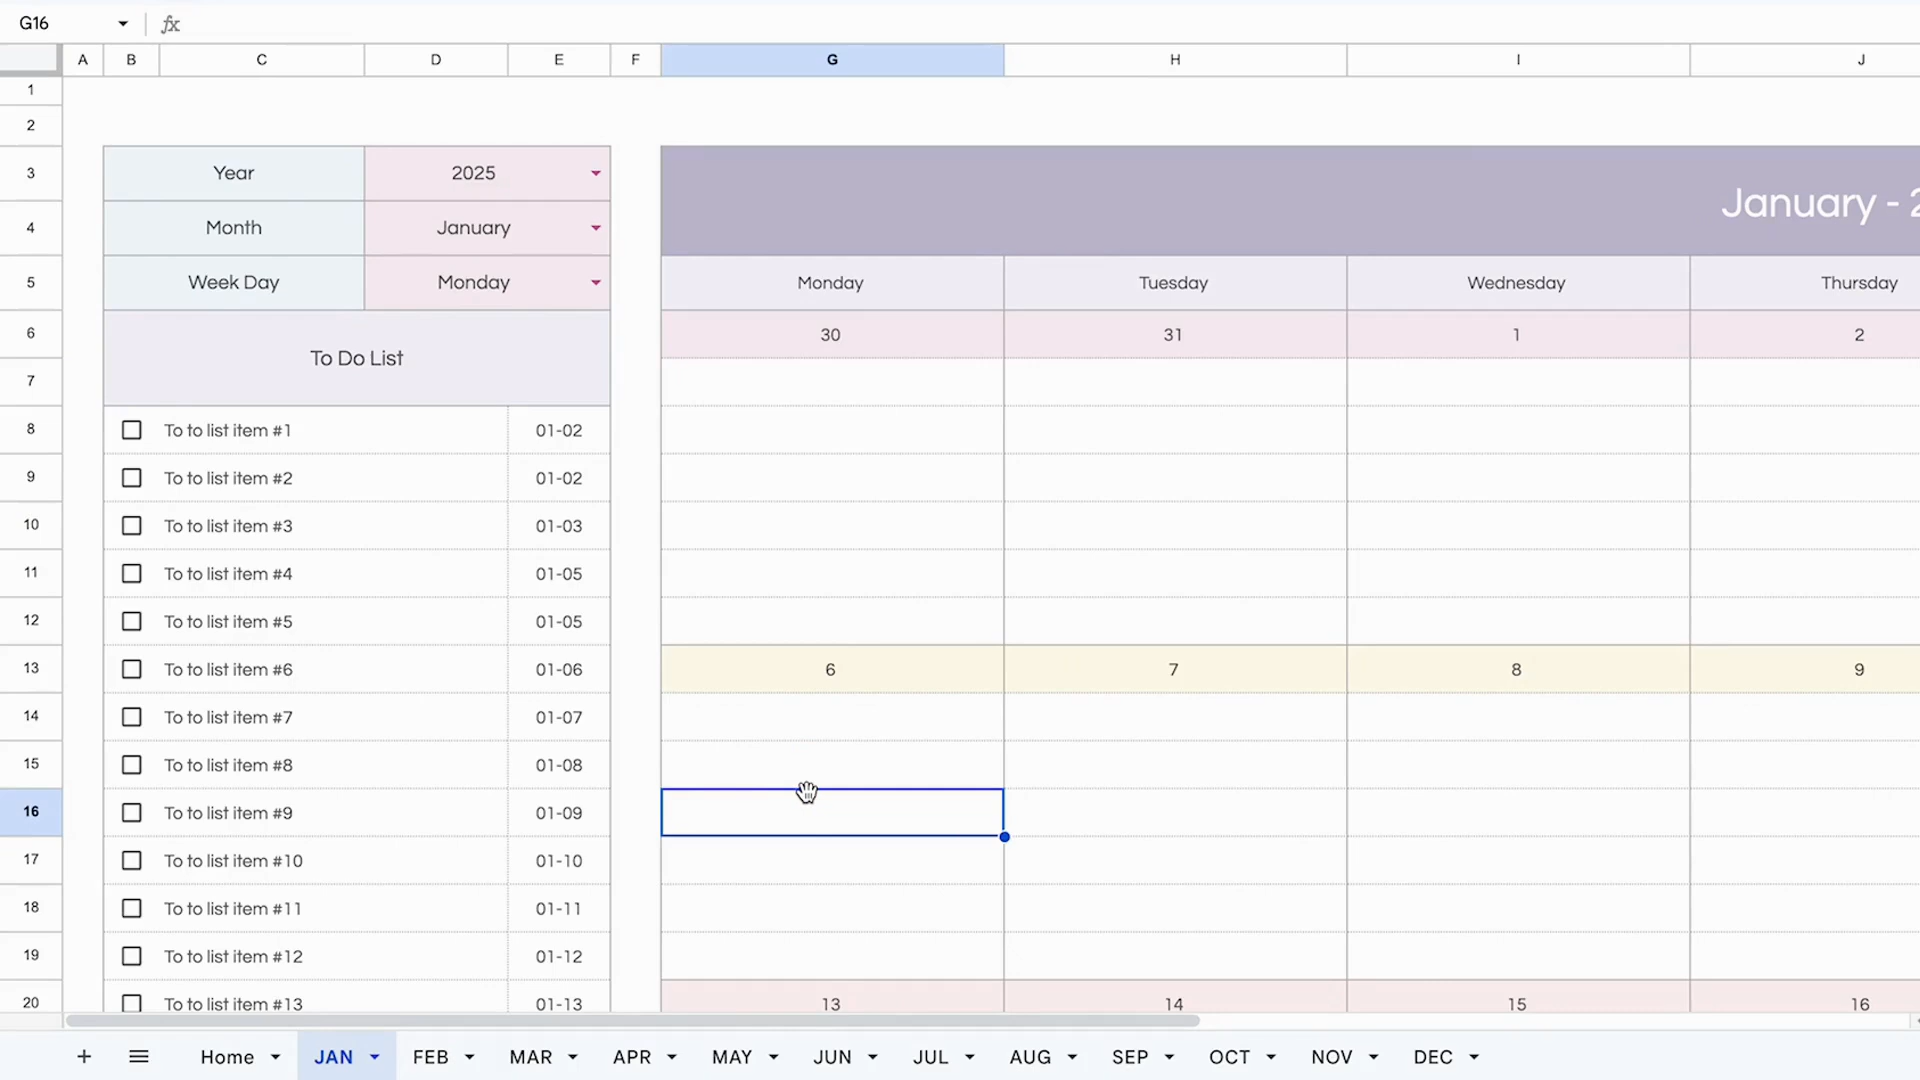 G16 fx
A B C D E F G H I J
1
2
3 Year 2025 January - 2
4 Month January
5 Week Day Monday Monday Tuesday Wednesday Thursday
6 To Do List 30 31 1 2
7
8 To to list item #1 01-02
9 To to list item #2 01-02
10 To to list item #3 01-03
11 To to list item #4 01-05
12 To to list item #5 01-05
13 To to list item #6 01-06 6 7 8 9
14 To to list item #7 01-07
15 To to list item #8 01-08
16 To to list item #9 01-09
17 To to list item #10 01-10
18 To to list item #11 01-11
19 To to list item #12 01-12
20 To to list item #13 01-13 13 14 15 16
+ Home JAN FEB MAR APR MAY JUN JUL AUG SEP OCT NOV DEC